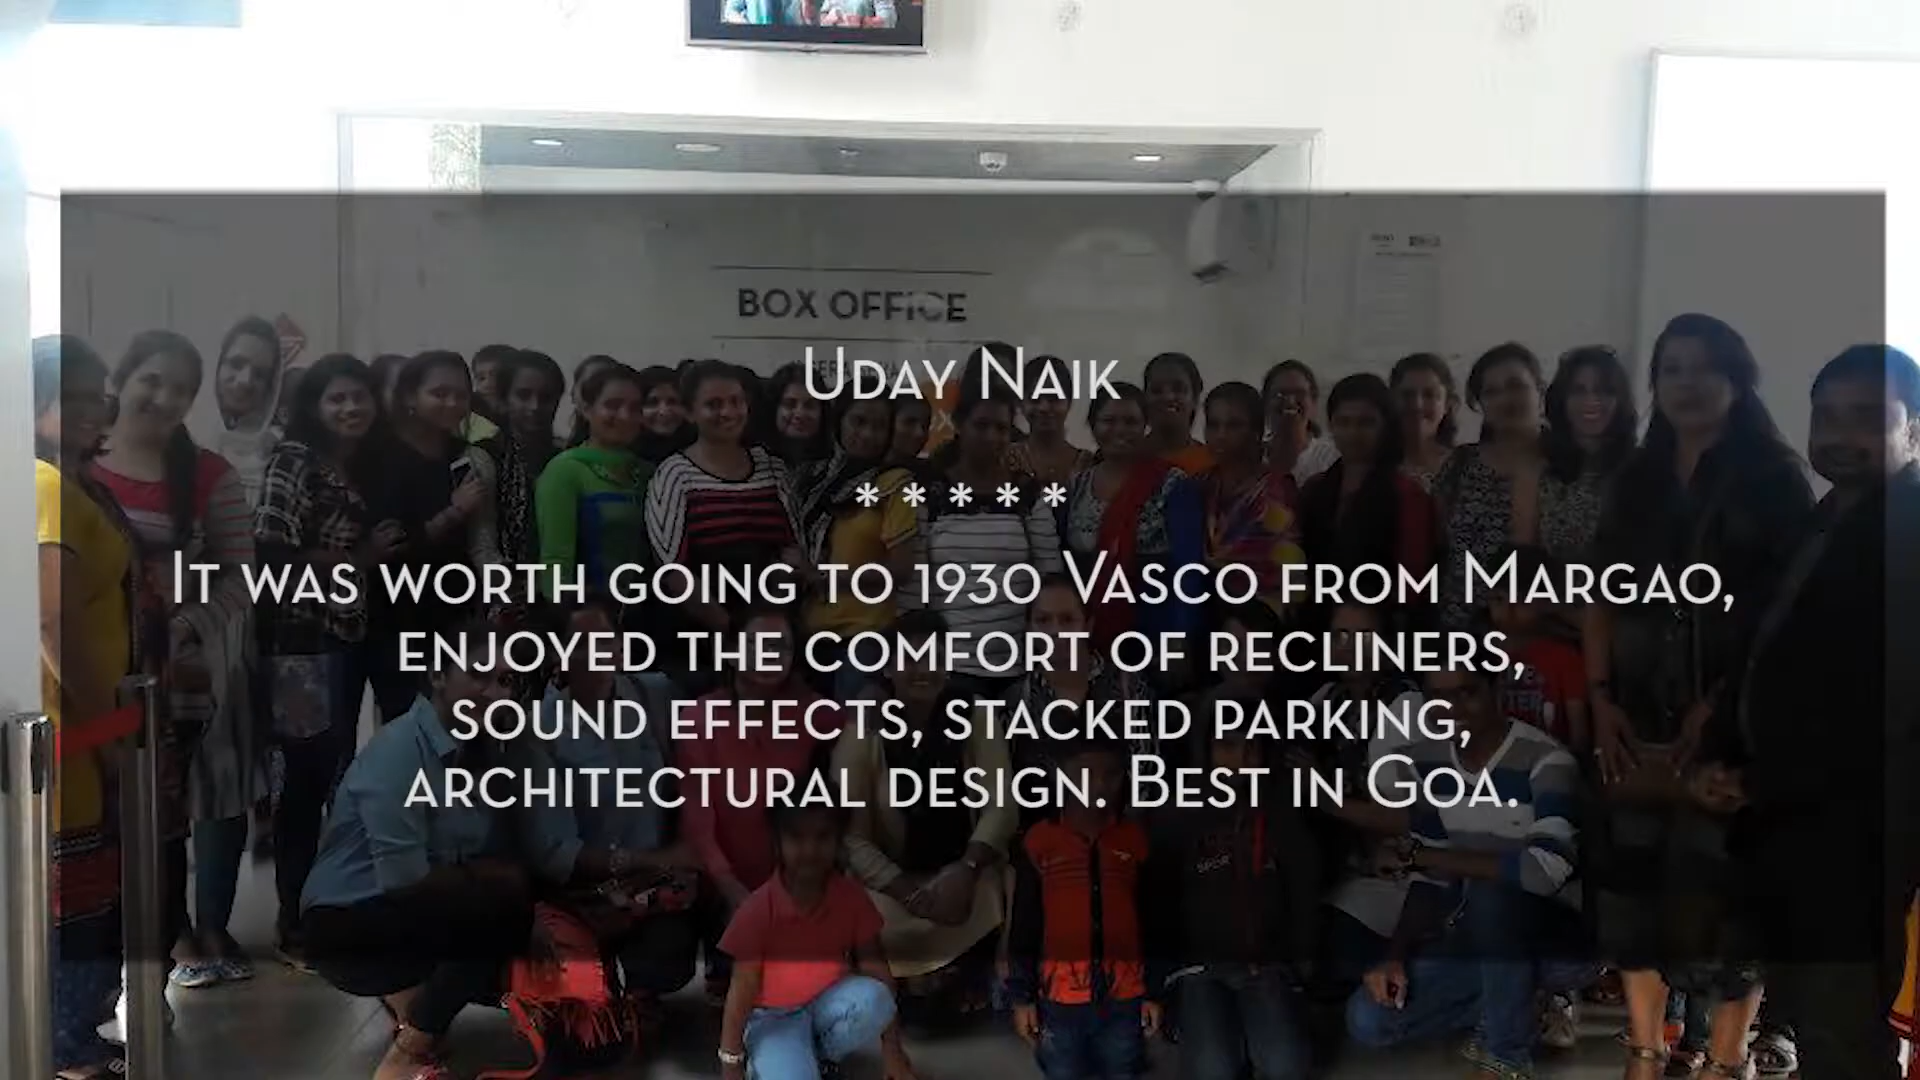 BOX OFFICE
Uday Naik
* * * * *
It was worth going to 1930 Vasco from Margao,
enjoyed the comfort of recliners,
sound effects, stacked parking,
architectural design. Best in Goa.